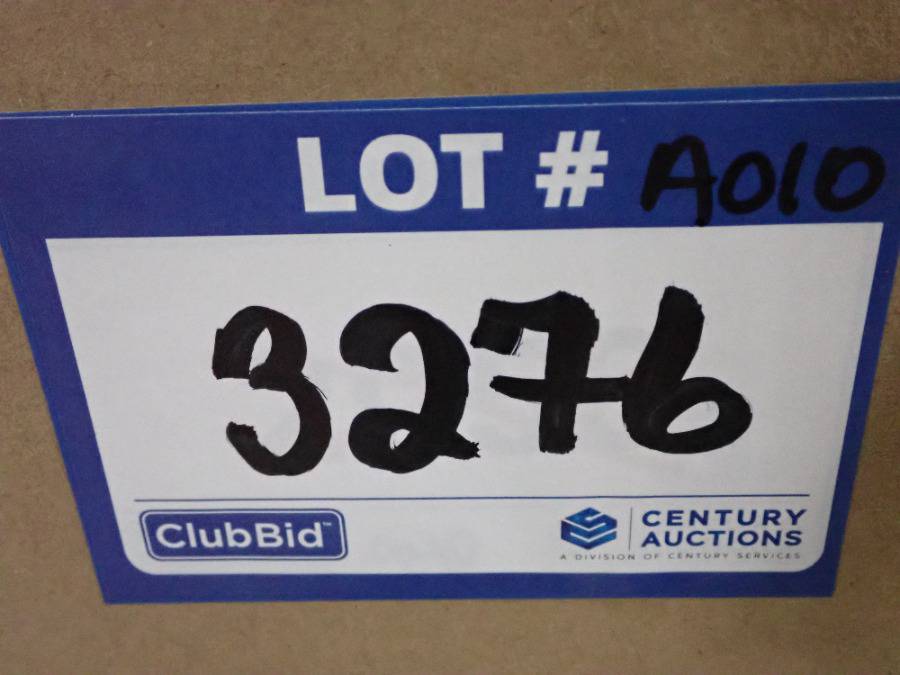 LOT # A010
3276
ClubBid™
CENTURY
AUCTIONS
A DIVISION OF CENTURY SERVICES